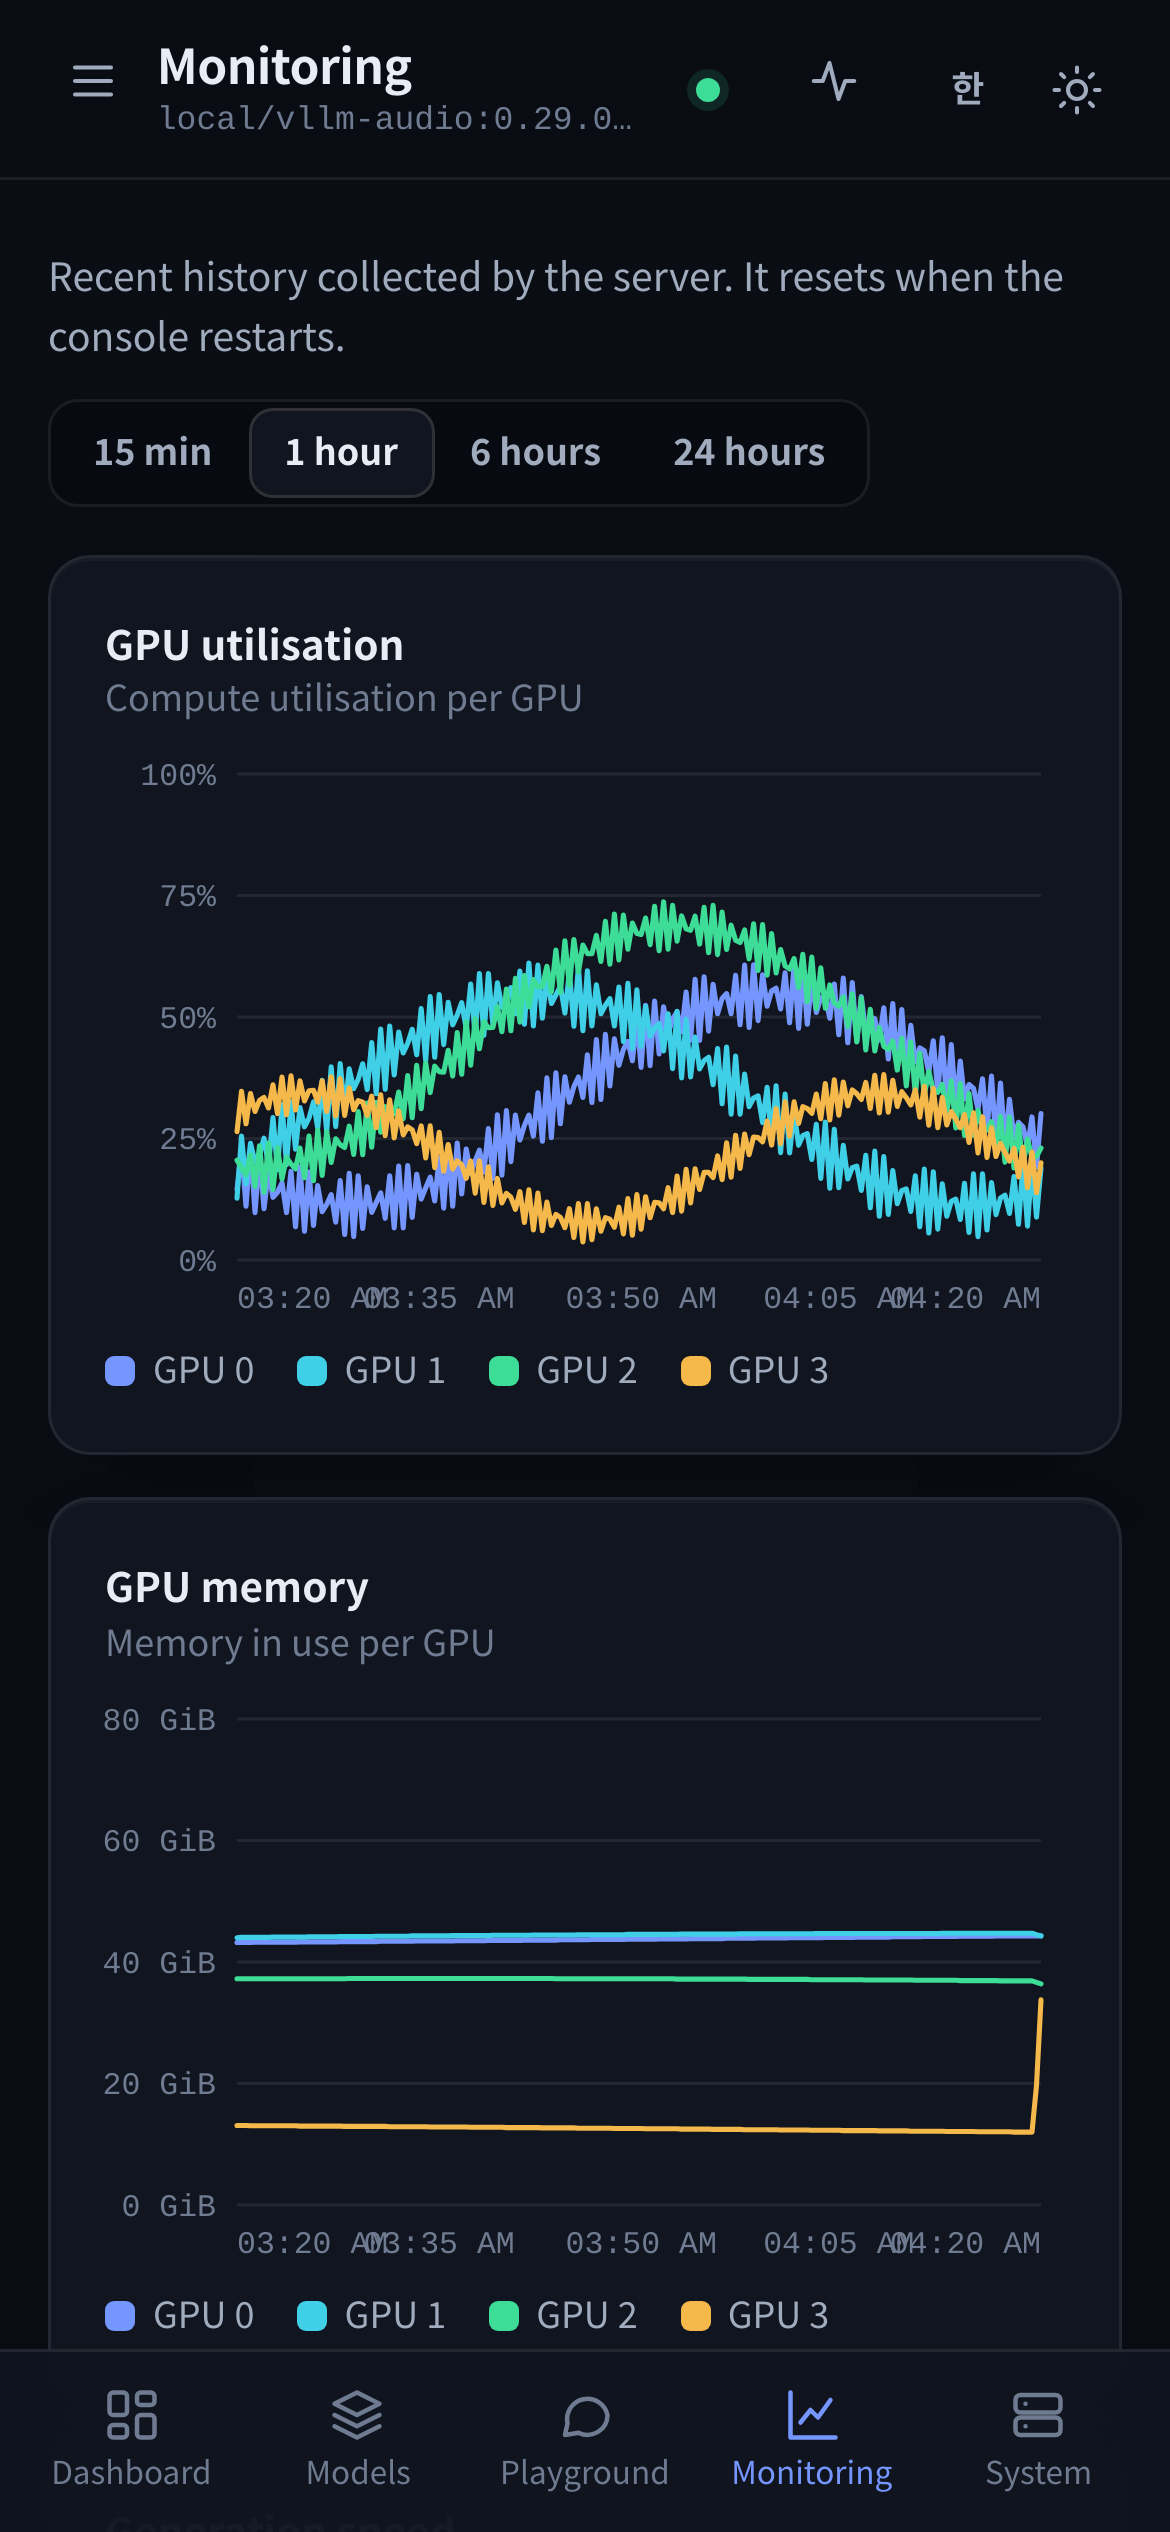 Monitoring
local/vllm-audio:0.29.0…
한
Recent history collected by the server. It resets when the
console restarts.
15 min 1 hour 6 hours 24 hours
GPU utilisation
Compute utilisation per GPU
100%
75%
50%
25%
0%
03:20 AM 03:35 AM 03:50 AM 04:05 AM 04:20 AM
GPU 0 GPU 1 GPU 2 GPU 3
GPU memory
Memory in use per GPU
80 GiB
60 GiB
40 GiB
20 GiB
0 GiB
03:20 AM 03:35 AM 03:50 AM 04:05 AM 04:20 AM
GPU 0 GPU 1 GPU 2 GPU 3
Dashboard Models Playground Monitoring System
Generation speed